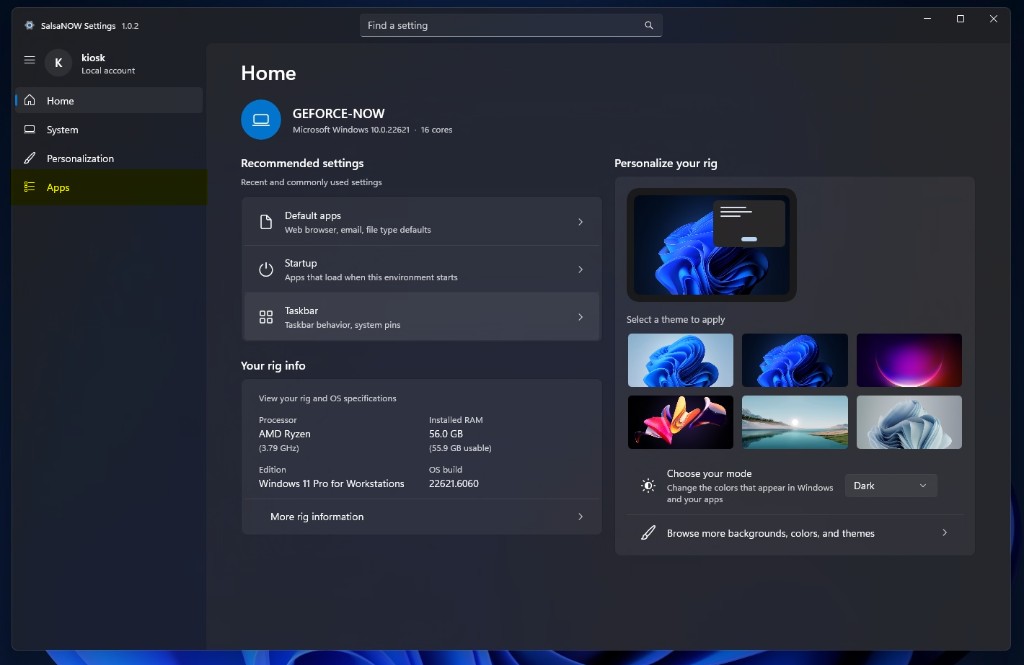 SalsaNOW Settings 1.0.2
Find a setting
K
kiosk
Local account
Home
System
Personalization
Apps
Home
GEFORCE-NOW
Microsoft Windows 10.0.22621 · 16 cores
Recommended settings
Recent and commonly used settings
Default apps
Web browser, email, file type defaults
Startup
Apps that load when this environment starts
Taskbar
Taskbar behavior, system pins
Your rig info
View your rig and OS specifications
Processor
AMD Ryzen
(3.79 GHz)
Installed RAM
56.0 GB
(55.9 GB usable)
Edition
Windows 11 Pro for Workstations
OS build
22621.6060
More rig information
Personalize your rig
Select a theme to apply
Choose your mode
Change the colors that appear in Windows
and your apps
Dark
Browse more backgrounds, colors, and themes